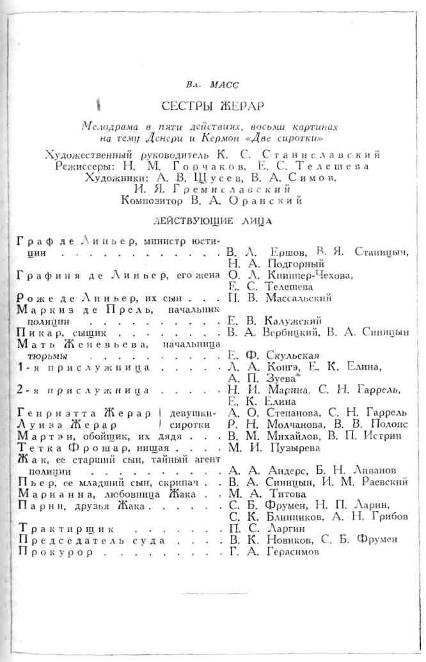 Вл. МАСС
СЕСТРЫ ЖЕРАР
Мелодрама в пяти действиях, восьми картинах
на тему Денери и Кермон «Две сиротки»
Художественный руководитель К. С. Станиславский
Режиссеры: Н. М. Горчаков, Е. С. Телешева
Художники: А. В. Щусев, В. А. Симов,
И. Я. Гремиславский
Композитор В. А. Оранский
ДЕЙСТВУЮЩИЕ ЛИЦА
Граф де Линьер, министр юсти-
ции . . . . . . . . . . . . В. Л. Ершов, В. Я. Станицын,
Н. А. Подгорный
Графиня де Линьер, его жена О. Л. Книппер-Чехова,
Е. С. Телешева
Роже де Линьер, их сын . . . П. В. Массальский
Маркиз де Прель, начальник
полиции . . . . . . . . . . Е. В. Калужский
Пикар, сыщик . . . . . . . В. А. Вербицкий, В. А. Синицын
Мать Женевьева, начальница
тюрьмы . . . . . . . . . . Е. Ф. Скульская
1-я прислужница . . . . . . Л. А. Конгэ, Е. К. Елина,
А. П. Зуева
2-я прислужница . . . . . . Н. И. Марина, С. Н. Гаррель,
Е. К. Елина
Генриэтта Жерар | девушки- А. О. Степанова, С. Н. Гаррель
Луиза Жерар | сиротки Р. Н. Молчанова, В. В. Полонс
Мартэн, обойщик, их дядя . . В. М. Михайлов, В. П. Истрин
Тетка Фрошар, нищая . . . . М. И. Пузырева
Жак, ее старший сын, тайный агент
полиции . . . . . . . . . . А. А. Андерс, Б. Н. Ливанов
Пьер, ее младший сын, скрипач . В. А. Синицын, И. М. Раевский
Марианна, любовница Жака . . М. А. Титова
Парни, друзья Жака . . . . . С. Б. Фрумен, Н. П. Ларин,
С. К. Блинников, А. Н. Грибов
Трактирщик . . . . . . . . П. С. Ларгин
Председатель суда . . . . . В. К. Новиков, С. Б. Фрумен
Прокурор . . . . . . . . . Г. А. Герасимов